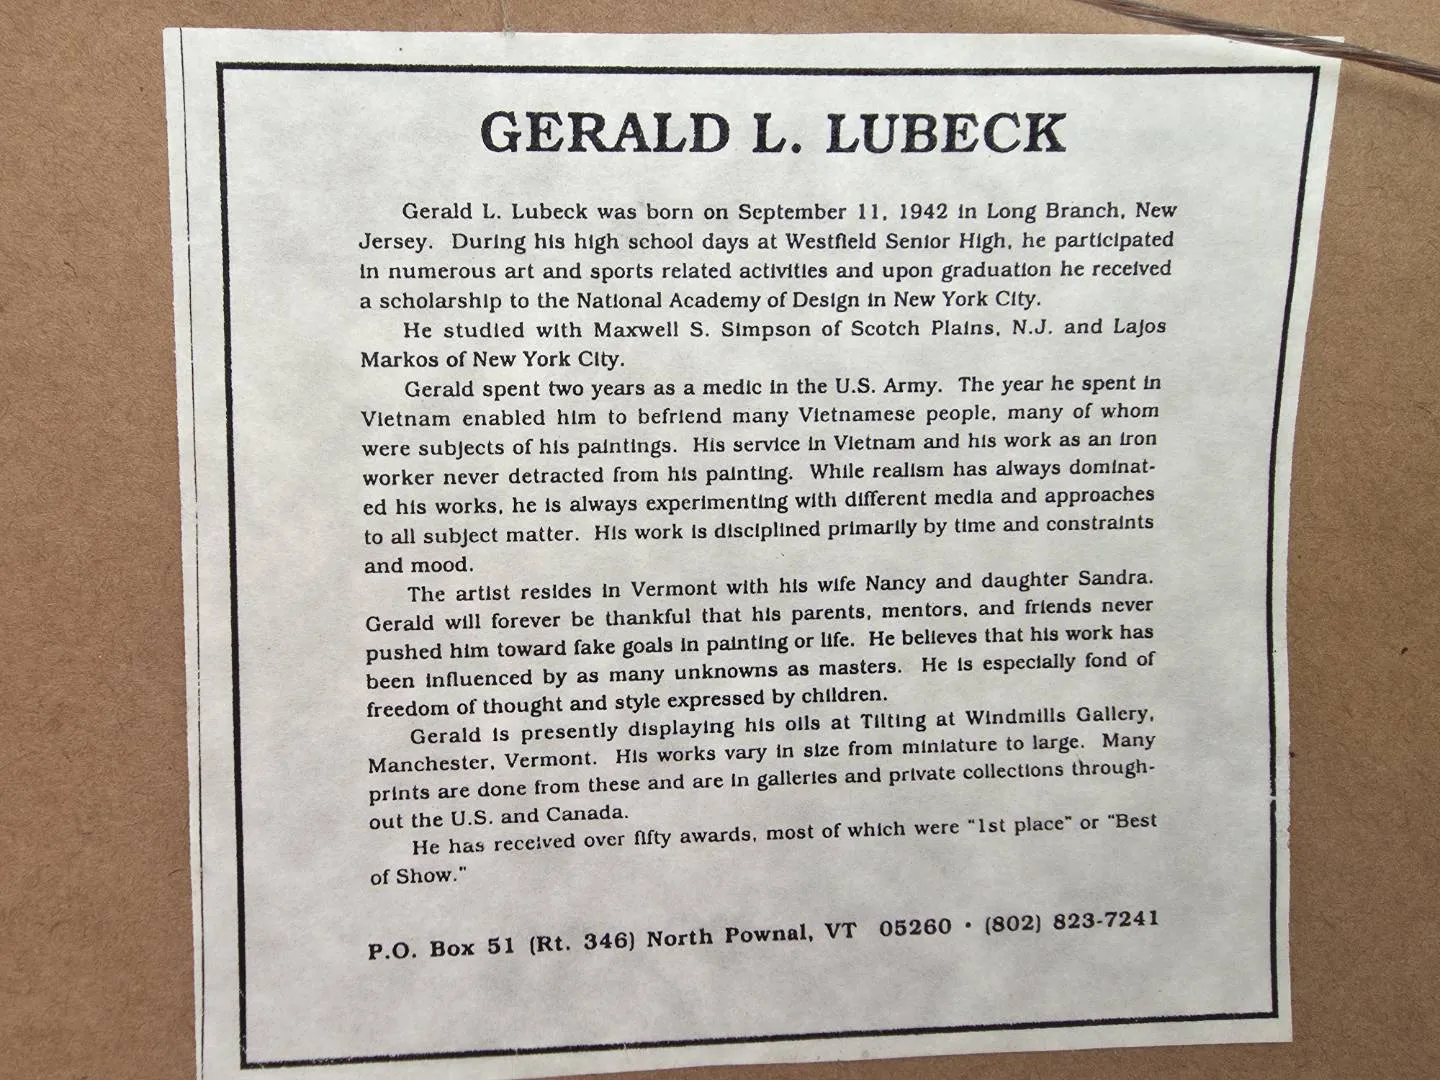 GERALD L. LUBECK
Gerald L. Lubeck was born on September 11, 1942 in Long Branch, New
Jersey. During his high school days at Westfield Senior High, he participated
in numerous art and sports related activities and upon graduation he received
a scholarship to the National Academy of Design in New York City.
He studied with Maxwell S. Simpson of Scotch Plains, N.J. and Lajos
Markos of New York City.
Gerald spent two years as a medic in the U.S. Army. The year he spent in
Vietnam enabled him to befriend many Vietnamese people, many of whom
were subjects of his paintings. His service in Vietnam and his work as an iron
worker never detracted from his painting. While realism has always dominat-
ed his works, he is always experimenting with different media and approaches
to all subject matter. His work is disciplined primarily by time and constraints
and mood.
The artist resides in Vermont with his wife Nancy and daughter Sandra.
Gerald will forever be thankful that his parents, mentors, and friends never
pushed him toward fake goals in painting or life. He believes that his work has
been influenced by as many unknowns as masters. He is especially fond of
freedom of thought and style expressed by children.
Gerald is presently displaying his oils at Tilting at Windmills Gallery,
Manchester, Vermont. His works vary in size from miniature to large. Many
prints are done from these and are in galleries and private collections through-
out the U.S. and Canada.
He has received over fifty awards, most of which were "1st place" or "Best
of Show."
P.O. Box 51 (Rt. 346) North Pownal, VT 05260 • (802) 823-7241